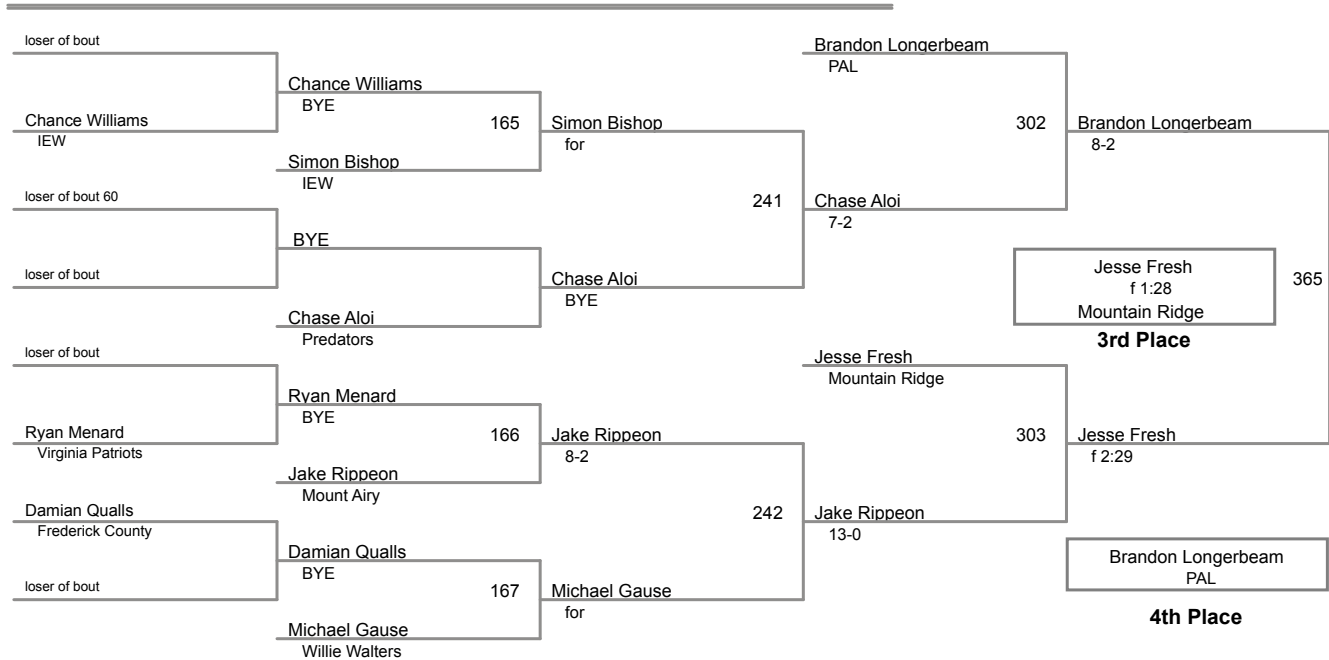 loser of bout
Chance Williams
IEW
loser of bout 60
loser of bout
loser of bout
Ryan Menard
Virginia Patriots
Damian Qualls
Frederick County
loser of bout
Chance Williams
BYE
165
Simon Bishop
IEW
BYE
Chase Aloi
Predators
Ryan Menard
BYE
166
Jake Rippeon
Mount Airy
Damian Qualls
BYE
167
Michael Gause
Willie Walters
Simon Bishop
for
241
Chase Aloi
BYE
Jake Rippeon
8-2
242
Michael Gause
for
Brandon Longerbeam
PAL
302
Chase Aloi
7-2
Jesse Fresh
Mountain Ridge
303
Jake Rippeon
13-0
Brandon Longerbeam
8-2
Jesse Fresh
f 1:28
Mountain Ridge
365
3rd Place
Jesse Fresh
f 2:29
Brandon Longerbeam
PAL
4th Place